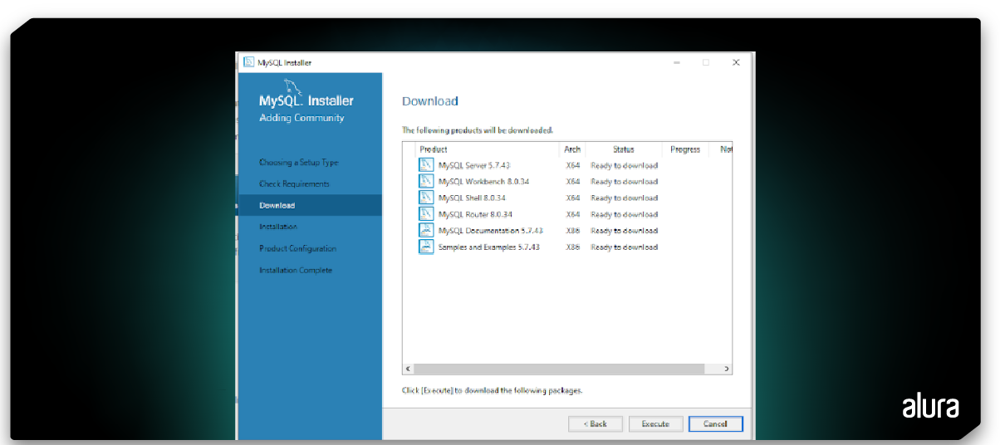 MySQL Installer
MySQL. Installer
Adding Community
Choosing a Setup Type
Check Requirements
Download
Installation
Product Configuration
Installation Complete
Download
The following products will be downloaded.
Product Arch Status Progress Not
MySQL Server 5.7.43 X64 Ready to download
MySQL Workbench 8.0.34 X64 Ready to download
MySQL Shell 8.0.34 X64 Ready to download
MySQL Router 8.0.34 X64 Ready to download
MySQL Documentation 5.7.43 X86 Ready to download
Samples and Examples 5.7.43 X86 Ready to download
Click [Execute] to download the following packages.
< Back Execute Cancel
alura